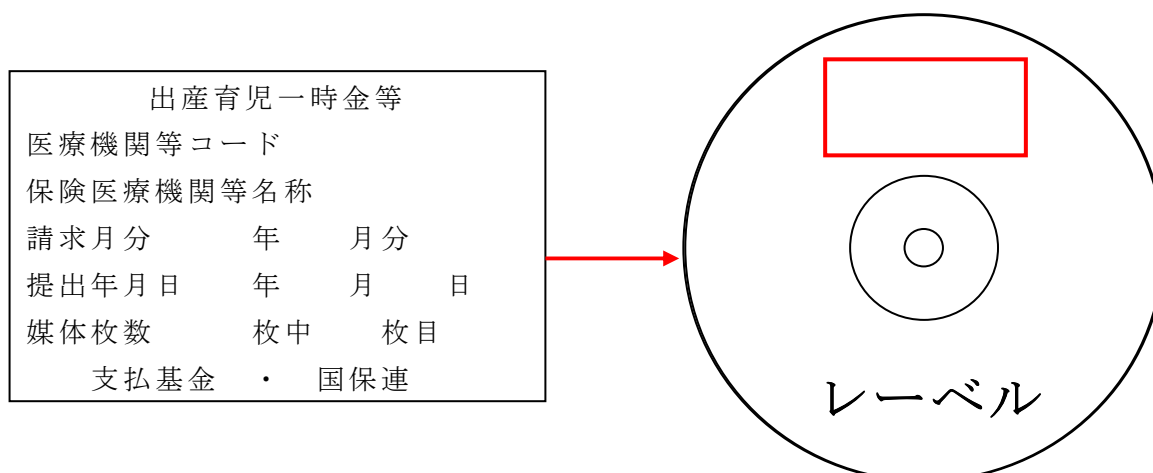 出産育児一時金等
医療機関等コード
保険医療機関等名称
請求月分　　　年　　月分
提出年月日　　年　　月　　日
媒体枚数　　　枚中　　枚目
支払基金　・　国保連
レーベル